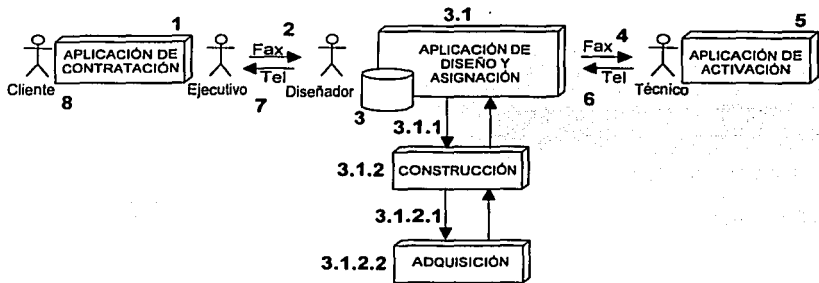 1
APLICACIÓN DE
CONTRATACIÓN
Cliente
8
Ejecutivo
2
Fax
Tel
7
Diseñador
3.1
APLICACIÓN DE
DISEÑO Y
ASIGNACIÓN
3
3.1.1
3.1.2
CONSTRUCCIÓN
3.1.2.1
3.1.2.2
ADQUISICIÓN
4
Fax
Tel
6
Técnico
5
APLICACIÓN DE
ACTIVACIÓN